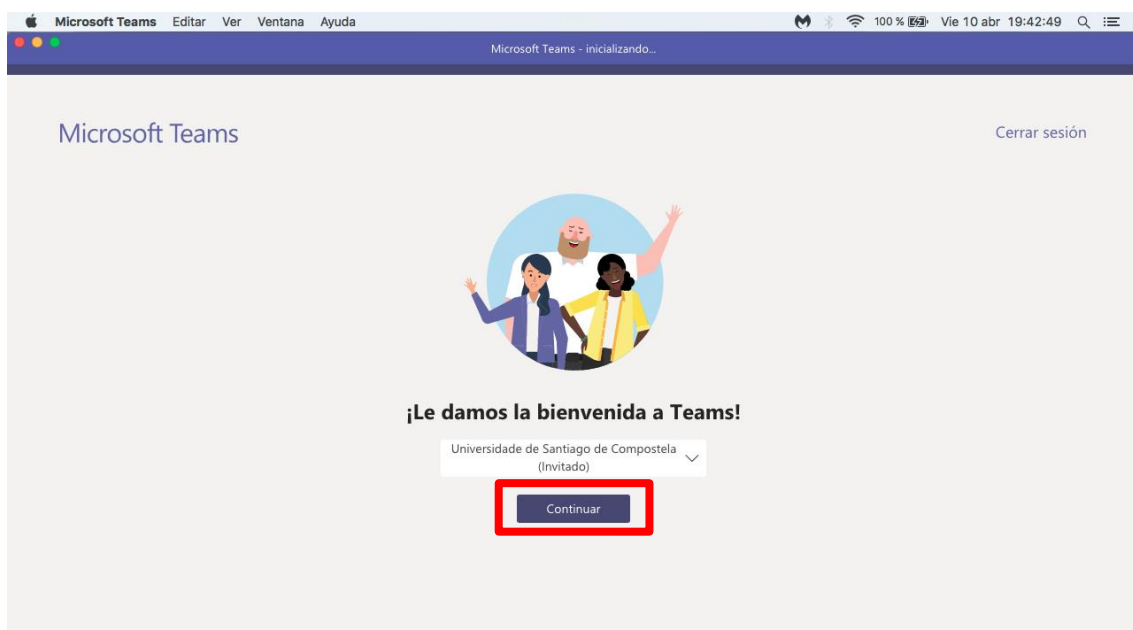 Microsoft Teams Editar Ver Ventana Ayuda 100 % Vie 10 abr 19:42:49
Microsoft Teams - inicializando...
Microsoft Teams
Cerrar sesión
¡Le damos la bienvenida a Teams!
Universidade de Santiago de Compostela
(Invitado)
Continuar